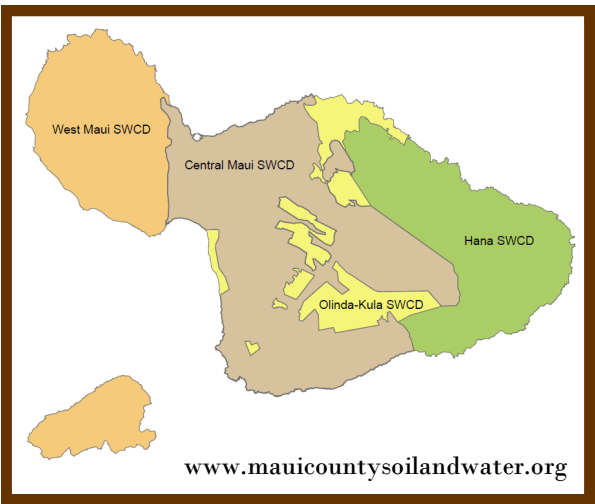 West Maui SWCD
Central Maui SWCD
Hana SWCD
Olinda-Kula SWCD
www.mauicountysoilandwater.org